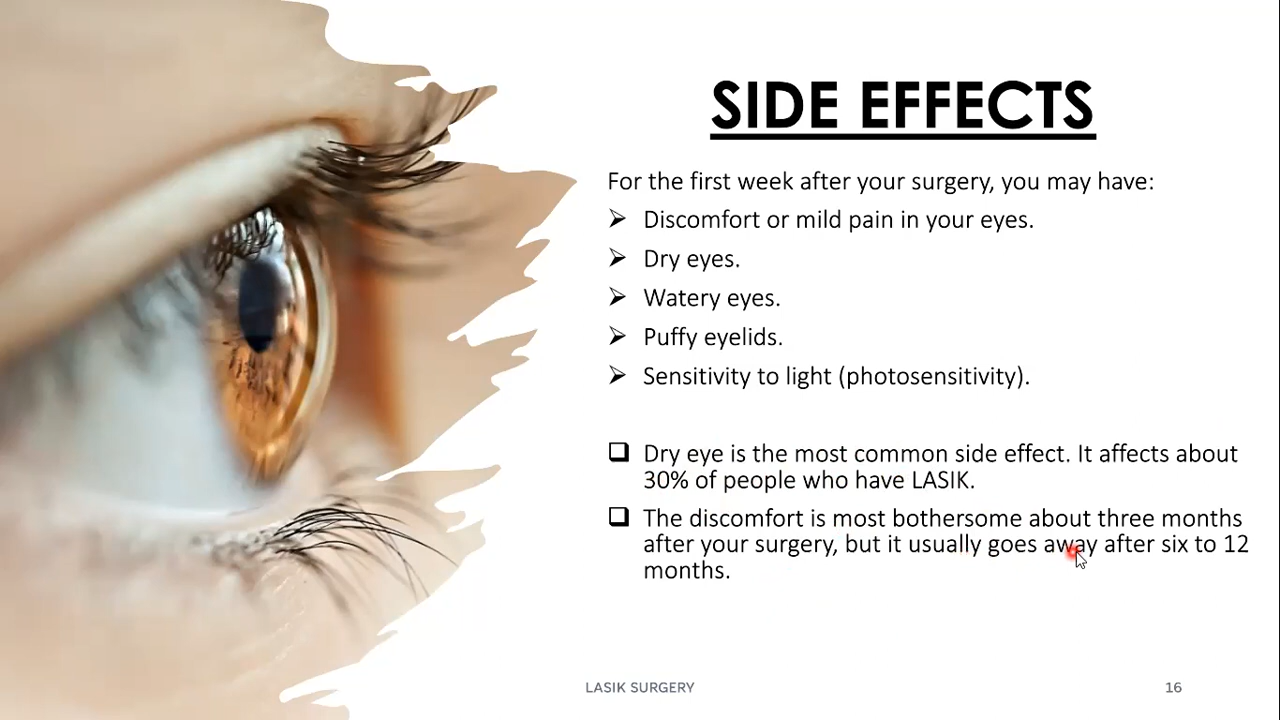 SIDE EFFECTS
For the first week after your surgery, you may have:
➢ Discomfort or mild pain in your eyes.
➢ Dry eyes.
➢ Watery eyes.
➢ Puffy eyelids.
➢ Sensitivity to light (photosensitivity).
❑ Dry eye is the most common side effect. It affects about
30% of people who have LASIK.
❑ The discomfort is most bothersome about three months
after your surgery, but it usually goes away after six to 12
months.
LASIK SURGERY
16